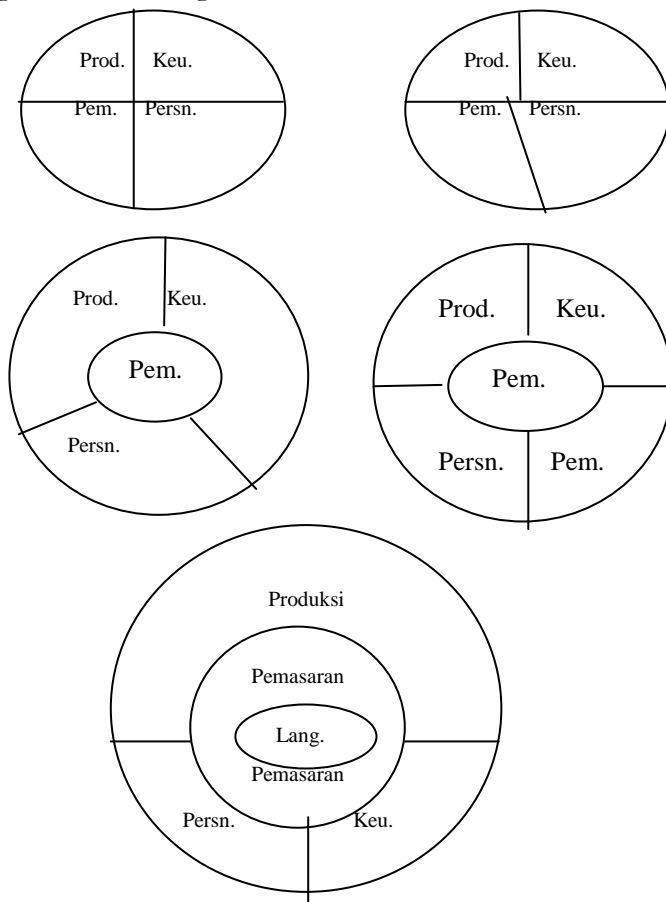 Prod. Keu.
Pem. Persn.
Prod. Keu.
Pem. Persn.
Prod. Keu.
Pem.
Persn.
Prod. Keu.
Pem.
Persn. Pem.
Produksi
Pemasaran
Lang.
Pemasaran
Persn. Keu.